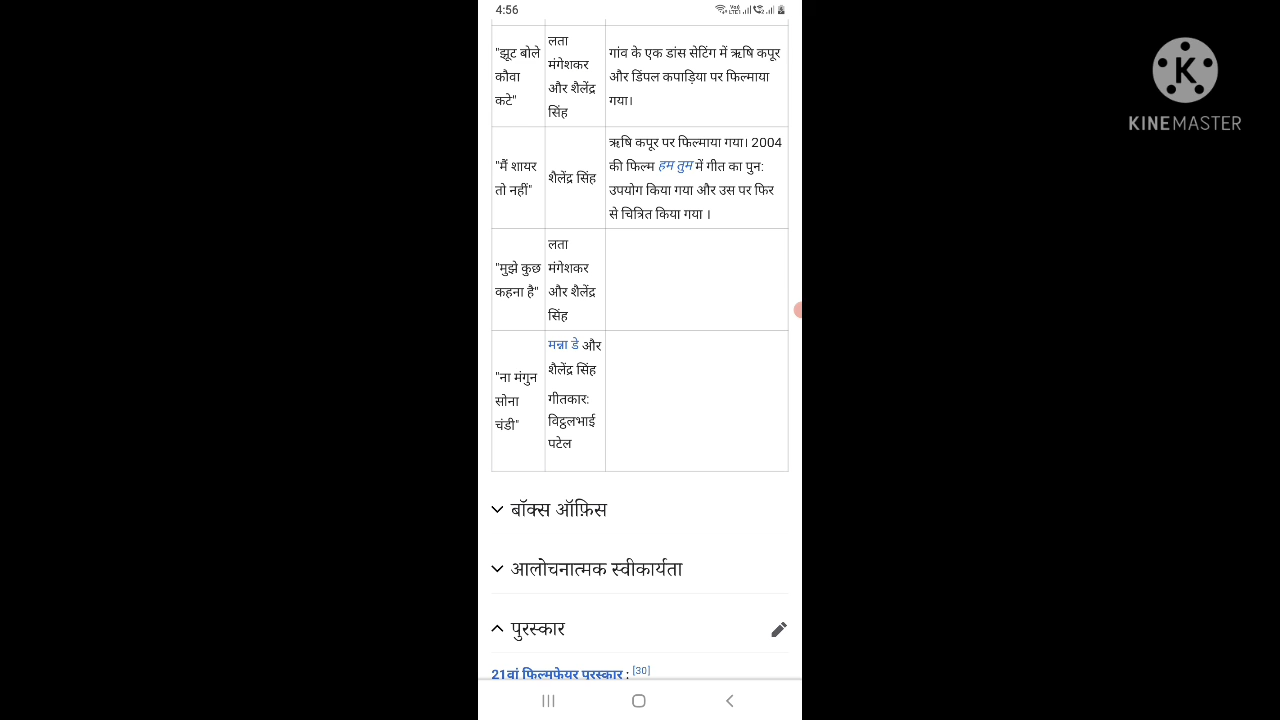 4:56
"झूट बोले
कौवा
कटे"
लता
मंगेशकर
और शैलेंद्र
सिंह
गांव के एक डांस सेटिंग में ऋषि कपूर
और डिंपल कपाड़िया पर फिल्माया
गया।
"मैं शायर
तो नहीं"
शैलेंद्र सिंह
ऋषि कपूर पर फिल्माया गया। 2004
की फिल्म हम तुम में गीत का पुन:
उपयोग किया गया और उस पर फिर
से चित्रित किया गया ।
"मुझे कुछ
कहना है"
लता
मंगेशकर
और शैलेंद्र
सिंह
"ना मंगुन
सोना
चंडी"
मन्ना डे और
शैलेंद्र सिंह
गीतकार:
विट्ठलभाई
पटेल
बॉक्स ऑफ़िस
आलोचनात्मक स्वीकार्यता
पुरस्कार
21वां फिल्मफेयर पुरस्कार : [30]
K
KINEMASTER